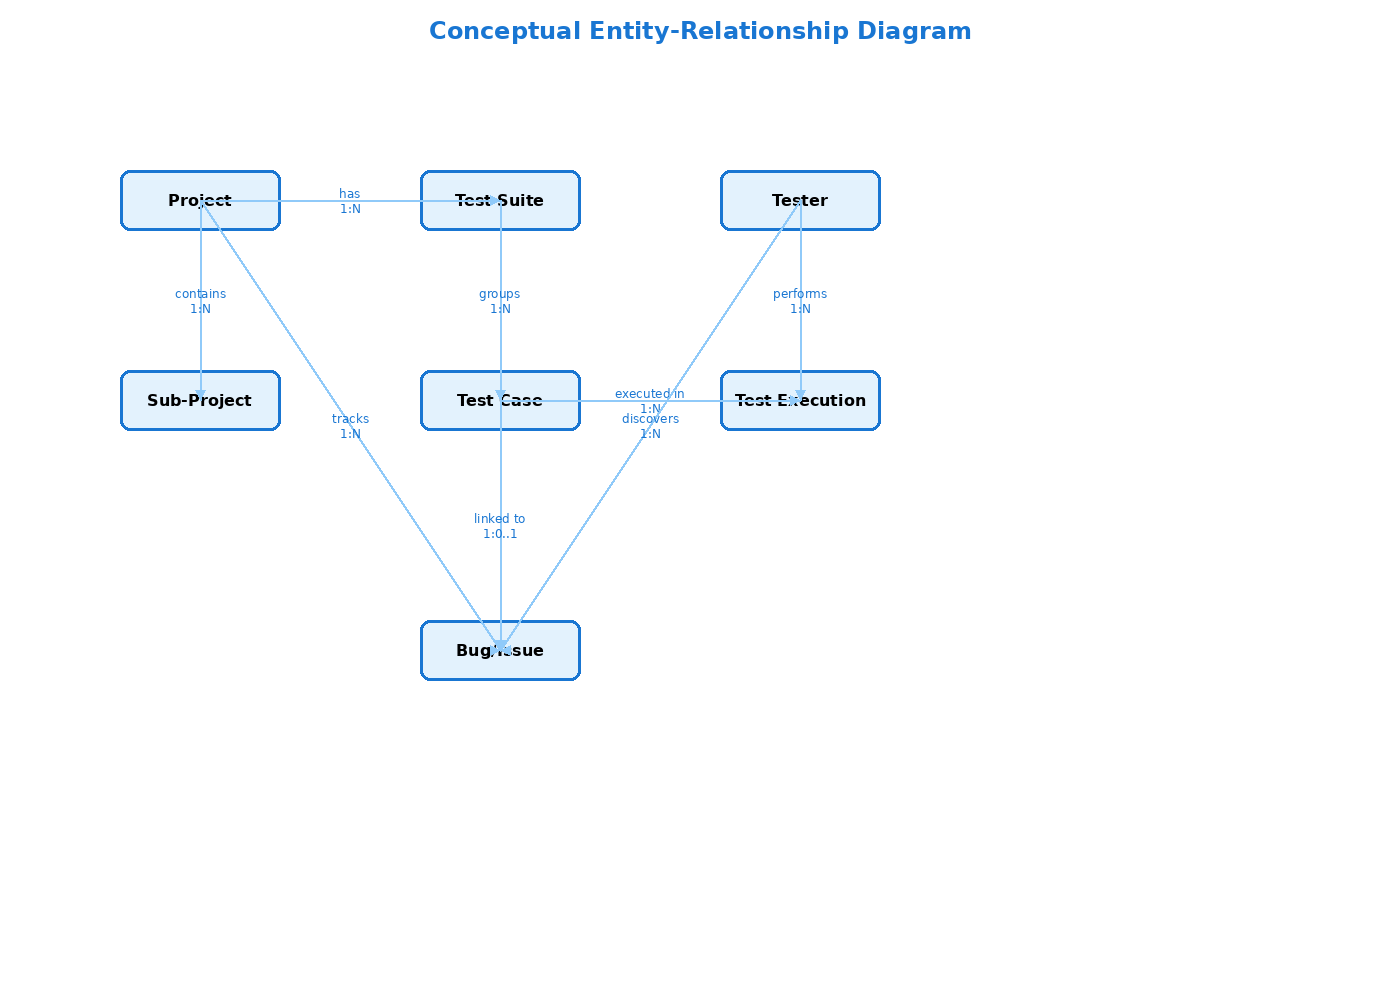 Conceptual Entity-Relationship Diagram
Project
has
1:N
Test Suite
Tester
contains
1:N
groups
1:N
performs
1:N
Sub-Project
Test Case
executed in
1:N
Test Execution
tracks
1:N
discovers
1:N
linked to
1:0..1
Bug/Issue